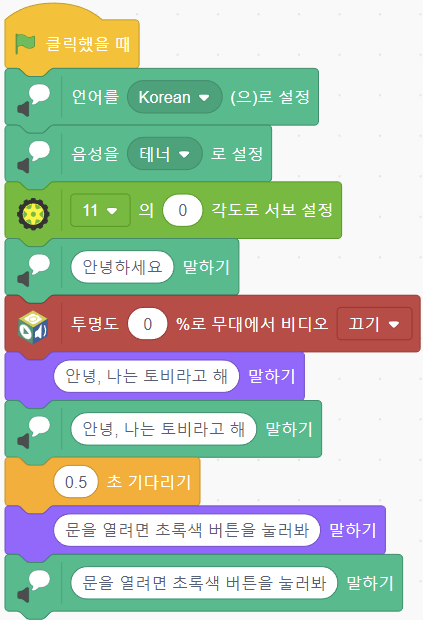 클릭했을 때
언어를 Korean (으)로 설정
음성을 테너 로 설정
11 의 0 각도로 서보 설정
안녕하세요 말하기
투명도 0 %로 무대에서 비디오 끄기
안녕, 나는 토비라고 해 말하기
안녕, 나는 토비라고 해 말하기
0.5 초 기다리기
문을 열려면 초록색 버튼을 눌러봐 말하기
문을 열려면 초록색 버튼을 눌러봐 말하기